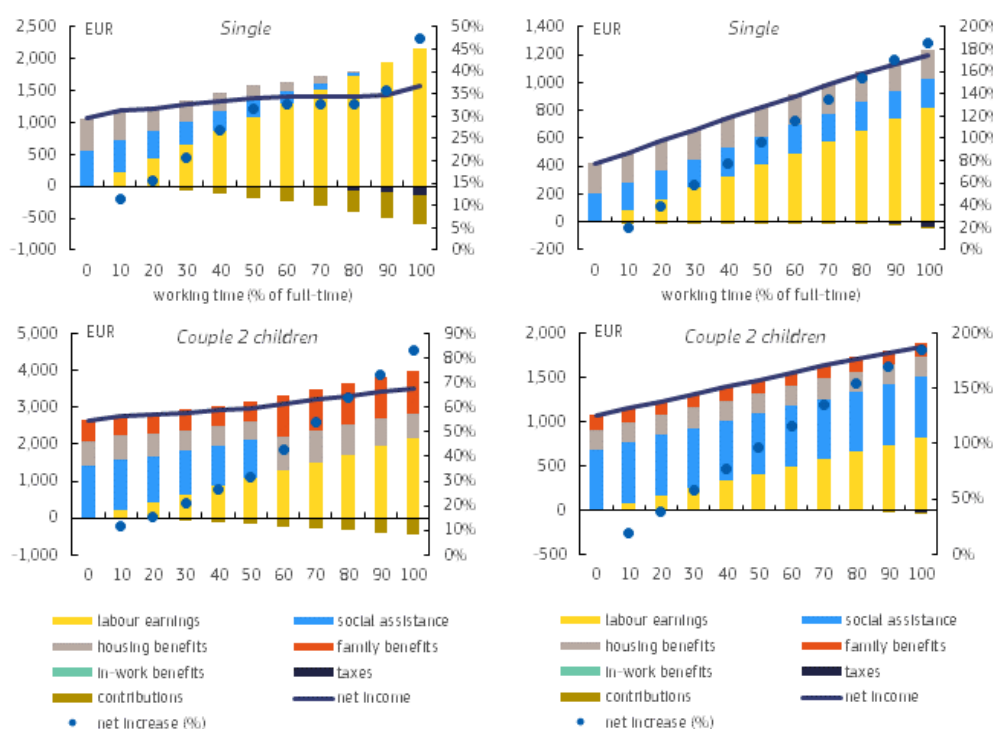 EUR Single
2,500 50%
2,000 45%
40%
1,500 35%
1,000 30%
500 25%
0 20%
15%
-500 10%
5%
-1,000 0%
0 10 20 30 40 50 60 70 80 90 100
working time (% of full-time)
EUR Single
1,400 200%
1,200 180%
1,000 160%
800 140%
600 120%
400 100%
200 80%
0 60%
-200 40%
20%
0%
0 10 20 30 40 50 60 70 80 90 100
working time (% of full-time)
EUR Couple 2 children
5,000 90%
4,000 80%
3,000 70%
2,000 60%
1,000 50%
0 40%
-1,000 30%
20%
10%
0%
0 10 20 30 40 50 60 70 80 90 100
EUR Couple 2 children
2,000 200%
1,500 150%
1,000 100%
500 50%
0
-500 0%
0 10 20 30 40 50 60 70 80 90 100
labour earnings social assistance
housing benefits family benefits
in-work benefits taxes
contributions net income
net increase (%)
labour earnings social assistance
housing benefits family benefits
in-work benefits taxes
contributions net income
net increase (%)